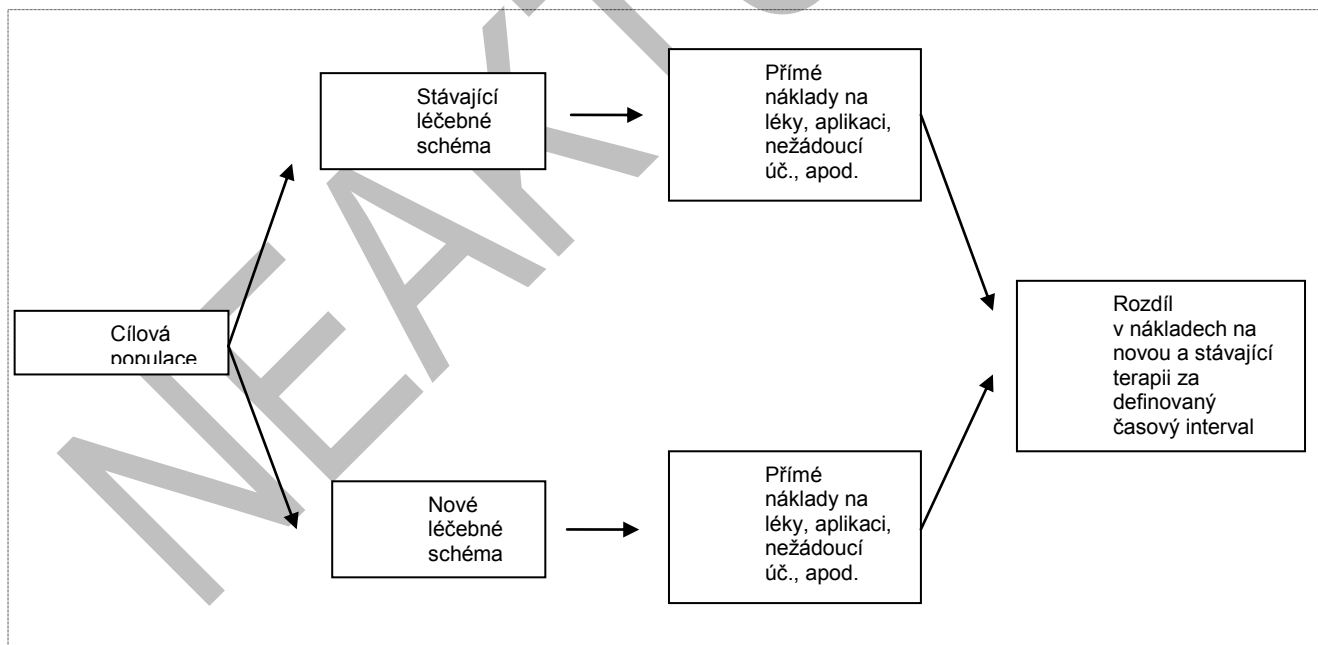 Stávající
léčebné
schéma
Přímé
náklady na
léky, aplikaci,
nežádoucí
úč., apod.
Cílová
populace
Rozdíl
v nákladech na
novou a stávající
terapii za
definovaný
časový interval
Nové
léčebné
schéma
Přímé
náklady na
léky, aplikaci,
nežádoucí
úč., apod.
NEAKTU